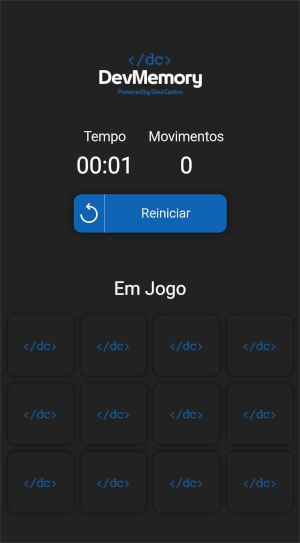 </dc>
DevMemory
Powered by Davi Castro
Tempo Movimentos
00:01 0
Reiniciar
Em Jogo
</dc> </dc> </dc> </dc>
</dc> </dc> </dc> </dc>
</dc> </dc> </dc> </dc>